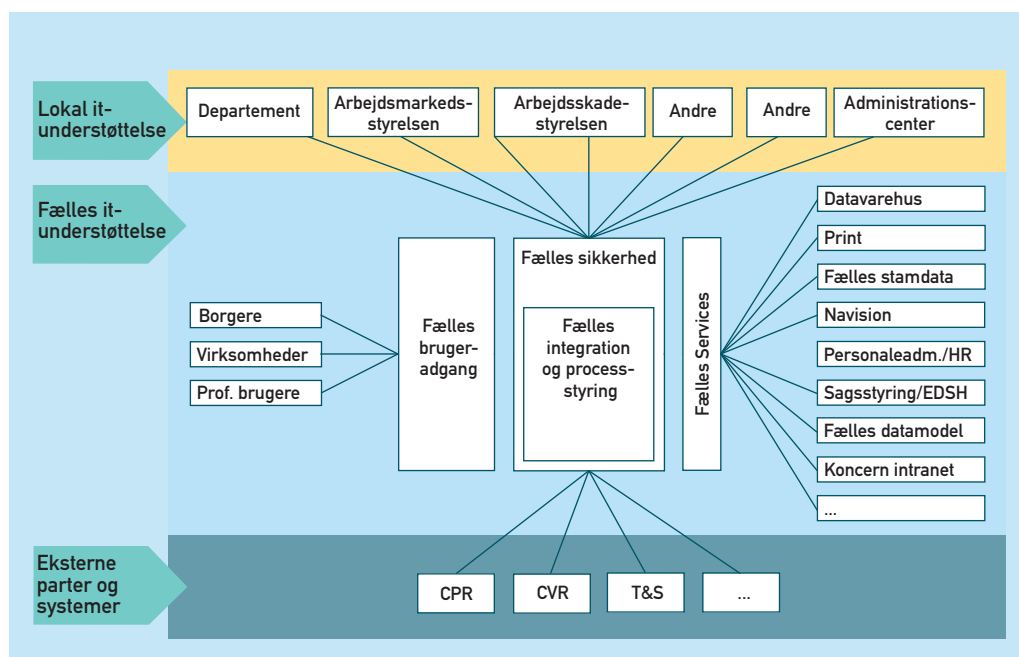 Lokal it-
understøttelse
Departement
Arbejdsmarkeds-
styrelsen
Arbejdsskade-
styrelsen
Andre
Andre
Administrations-
center
Fælles it-
understøttelse
Borgere
Virksomheder
Prof. brugere
Fælles
bruger-
adgang
Fælles sikkerhed
Fælles
integration
og process-
styring
Fælles Services
Datavarehus
Print
Fælles stamdata
Navision
Personaleadm./HR
Sagsstyring/EDSH
Fælles datamodel
Koncern intranet
...
Eksterne
parter og
systemer
CPR
CVR
T&S
...